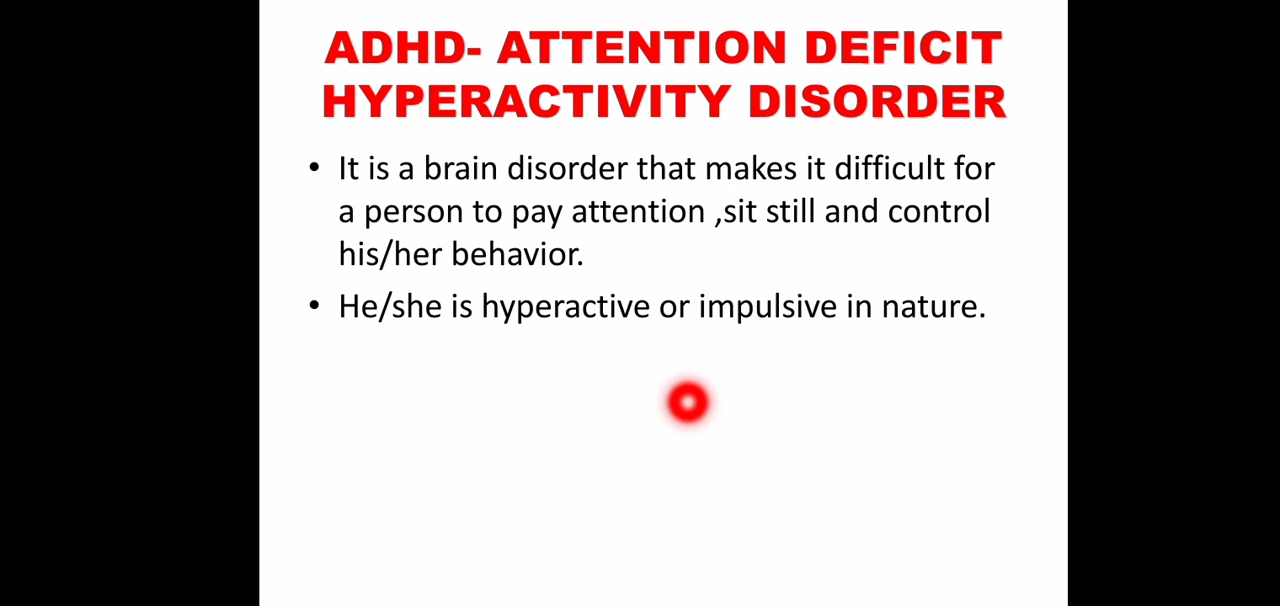 ADHD- ATTENTION DEFICIT
HYPERACTIVITY DISORDER
• It is a brain disorder that makes it difficult for
a person to pay attention ,sit still and control
his/her behavior.
• He/she is hyperactive or impulsive in nature.